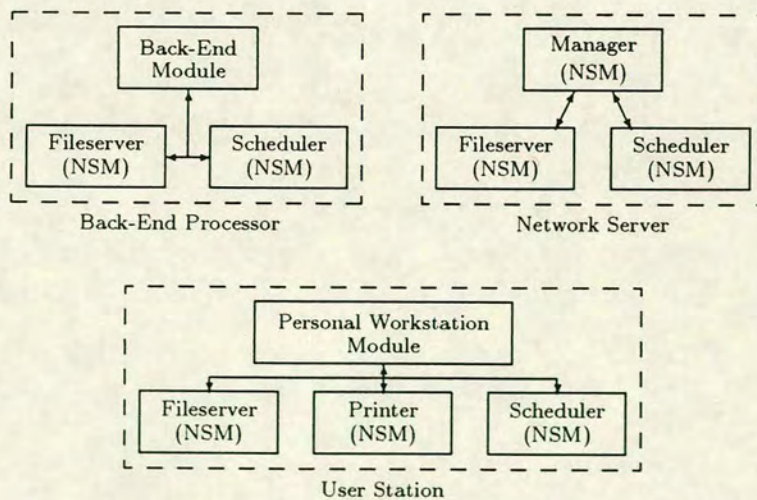 Back-End
Module
Fileserver
(NSM)
Scheduler
(NSM)
Back-End Processor
Manager
(NSM)
Fileserver
(NSM)
Scheduler
(NSM)
Network Server
Personal Workstation
Module
Fileserver
(NSM)
Printer
(NSM)
Scheduler
(NSM)
User Station